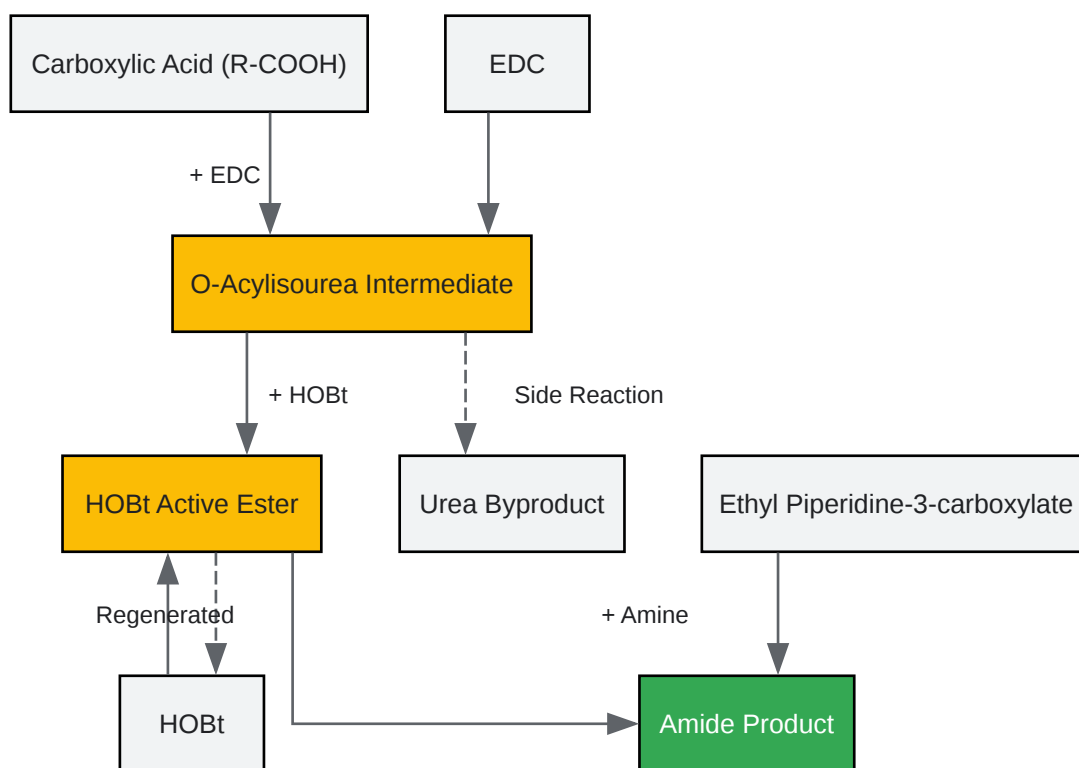 Carboxylic Acid (R-COOH)
EDC
+ EDC
O-Acylisourea Intermediate
+ HOBt
Side Reaction
HOBt Active Ester
Urea Byproduct
Ethyl Piperidine-3-carboxylate
Regenerated
+ Amine
HOBt
Amide Product